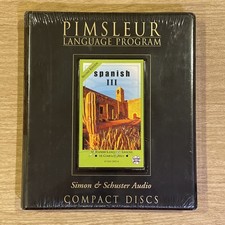 PIMSLEUR
LANGUAGE PROGRAM
spanish
III
Simon & Schuster Audio
COMPACT DISCS